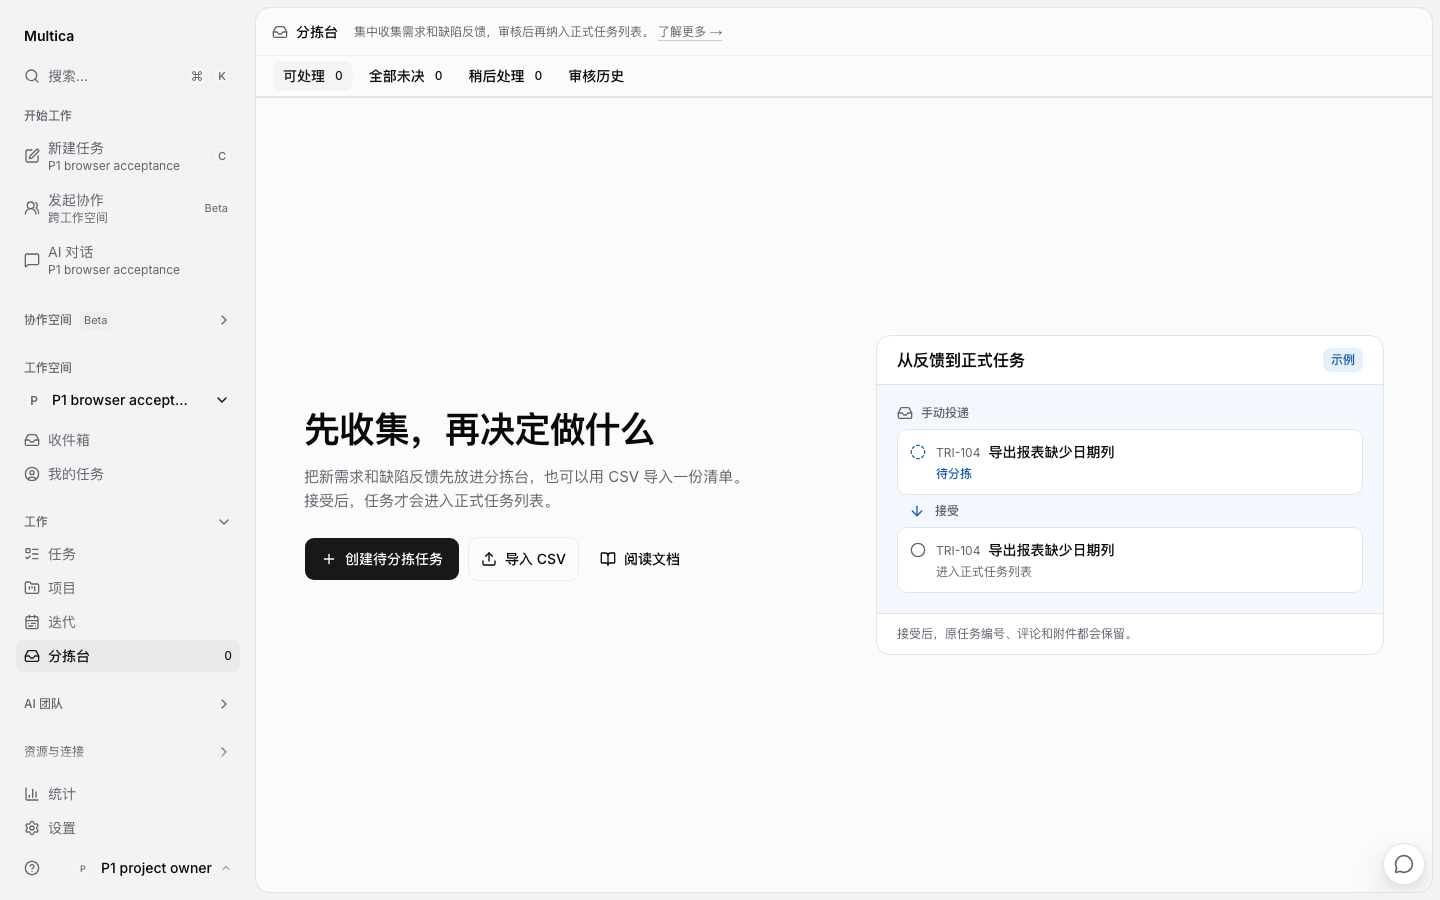 Multica
搜索...
⌘ K
开始工作
新建任务
P1 browser acceptance
C
发起协作
跨工作空间
Beta
AI 对话
P1 browser acceptance
协作空间 Beta
工作空间
P P1 browser accept...
收件箱
我的任务
工作
任务
项目
迭代
分拣台 0
AI 团队
资源与连接
统计
设置
P P1 project owner
分拣台 集中收集需求和缺陷反馈，审核后再纳入正式任务列表。 了解更多 →
可处理 0 全部未决 0 稍后处理 0 审核历史
先收集，再决定做什么
把新需求和缺陷反馈先放进分拣台，也可以用 CSV 导入一份清单。
接受后，任务才会进入正式任务列表。
创建待分拣任务 导入 CSV 阅读文档
从反馈到正式任务 示例
手动投递
TRI-104 导出报表缺少日期列
待分拣
接受
TRI-104 导出报表缺少日期列
进入正式任务列表
接受后，原任务编号、评论和附件都会保留。